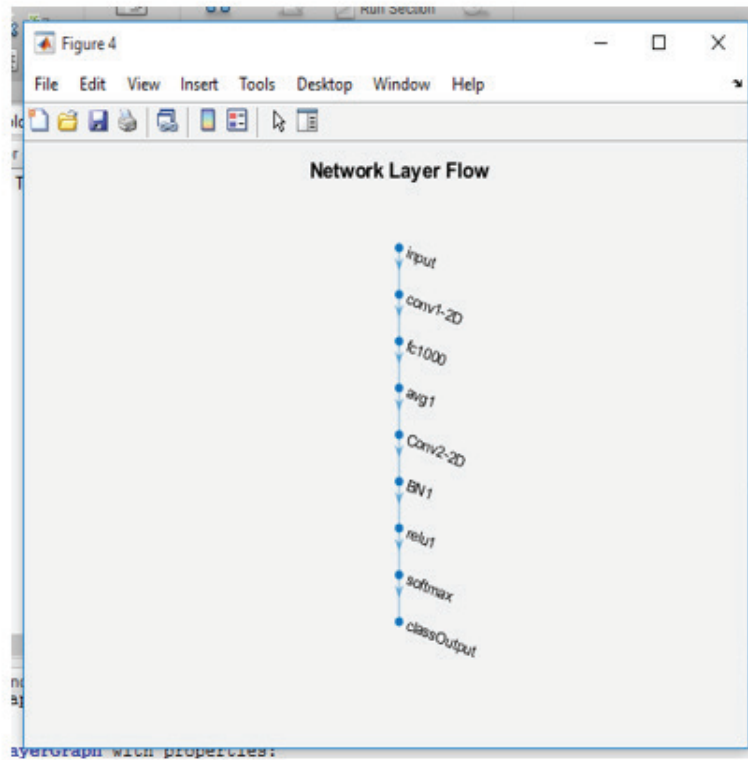 Run Section
Figure 4
File Edit View Insert Tools Desktop Window Help
Network Layer Flow
input
conv1-2D
fc1000
avg1
Conv2-2D
BN1
relu1
softmax
classOutput
ayerGraph with properties: